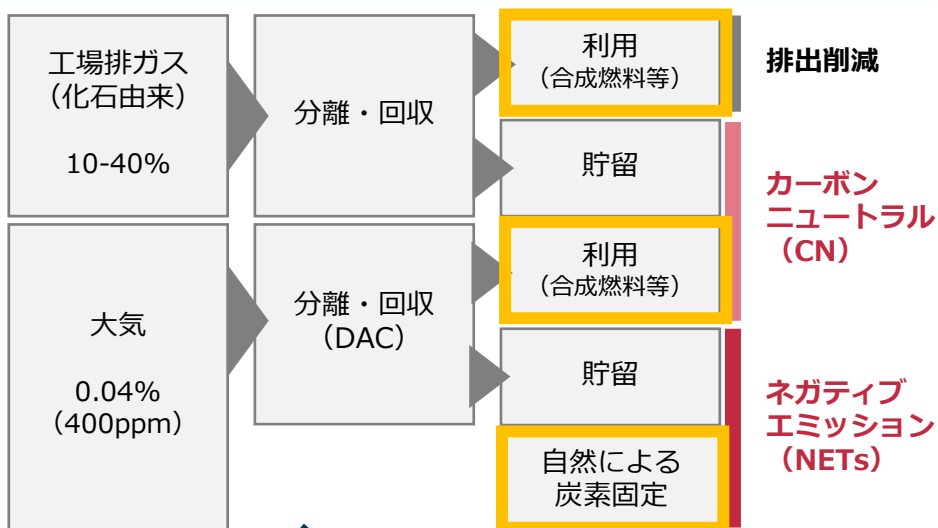 工場排ガス
（化石由来）
10-40%
分離・回収
利用
（合成燃料等）
排出削減
貯留
カーボン
ニュートラル
（CN）
大気
0.04%
（400ppm）
分離・回収
（DAC）
利用
（合成燃料等）
貯留
自然による
炭素固定
ネガティブ
エミッション
（NETs）